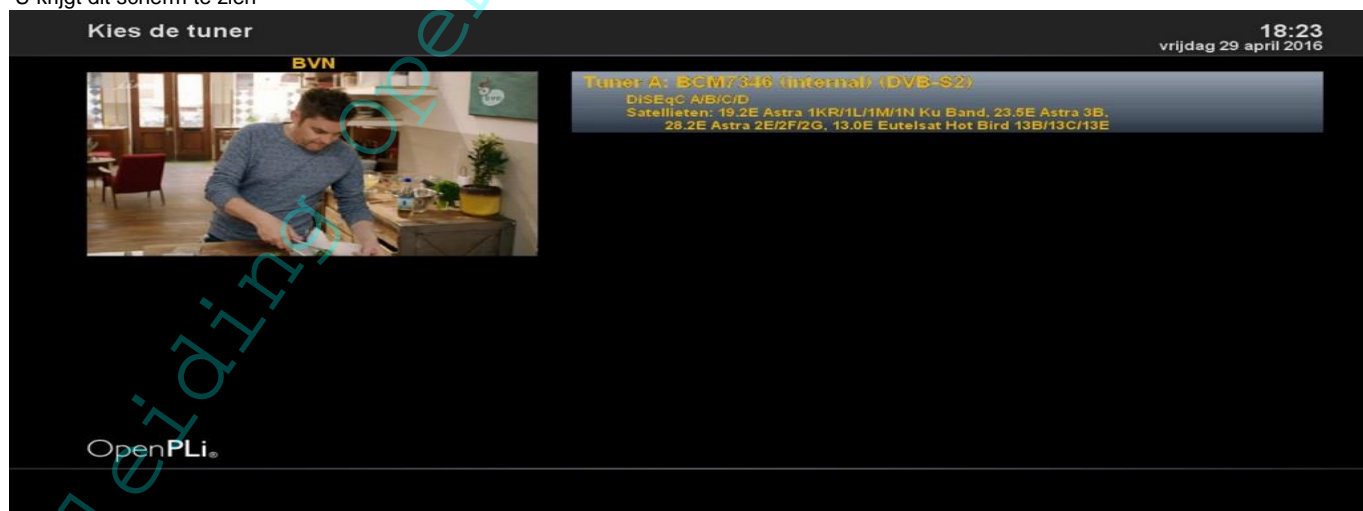 U krijgt dit scherm te zien
Kies de tuner
18:23
vrijdag 29 april 2016
BVN
Tuner A: BCM7346 (internal) (DVB-S2)
DiSEqC A/B/C/D
Satellieten: 19.2E Astra 1KR/1L/1M/1N Ku Band, 23.5E Astra 3B,
28.2E Astra 2E/2F/2G, 13.0E Eutelsat Hot Bird 13B/13C/13E
OpenPLi®
eiding Ope